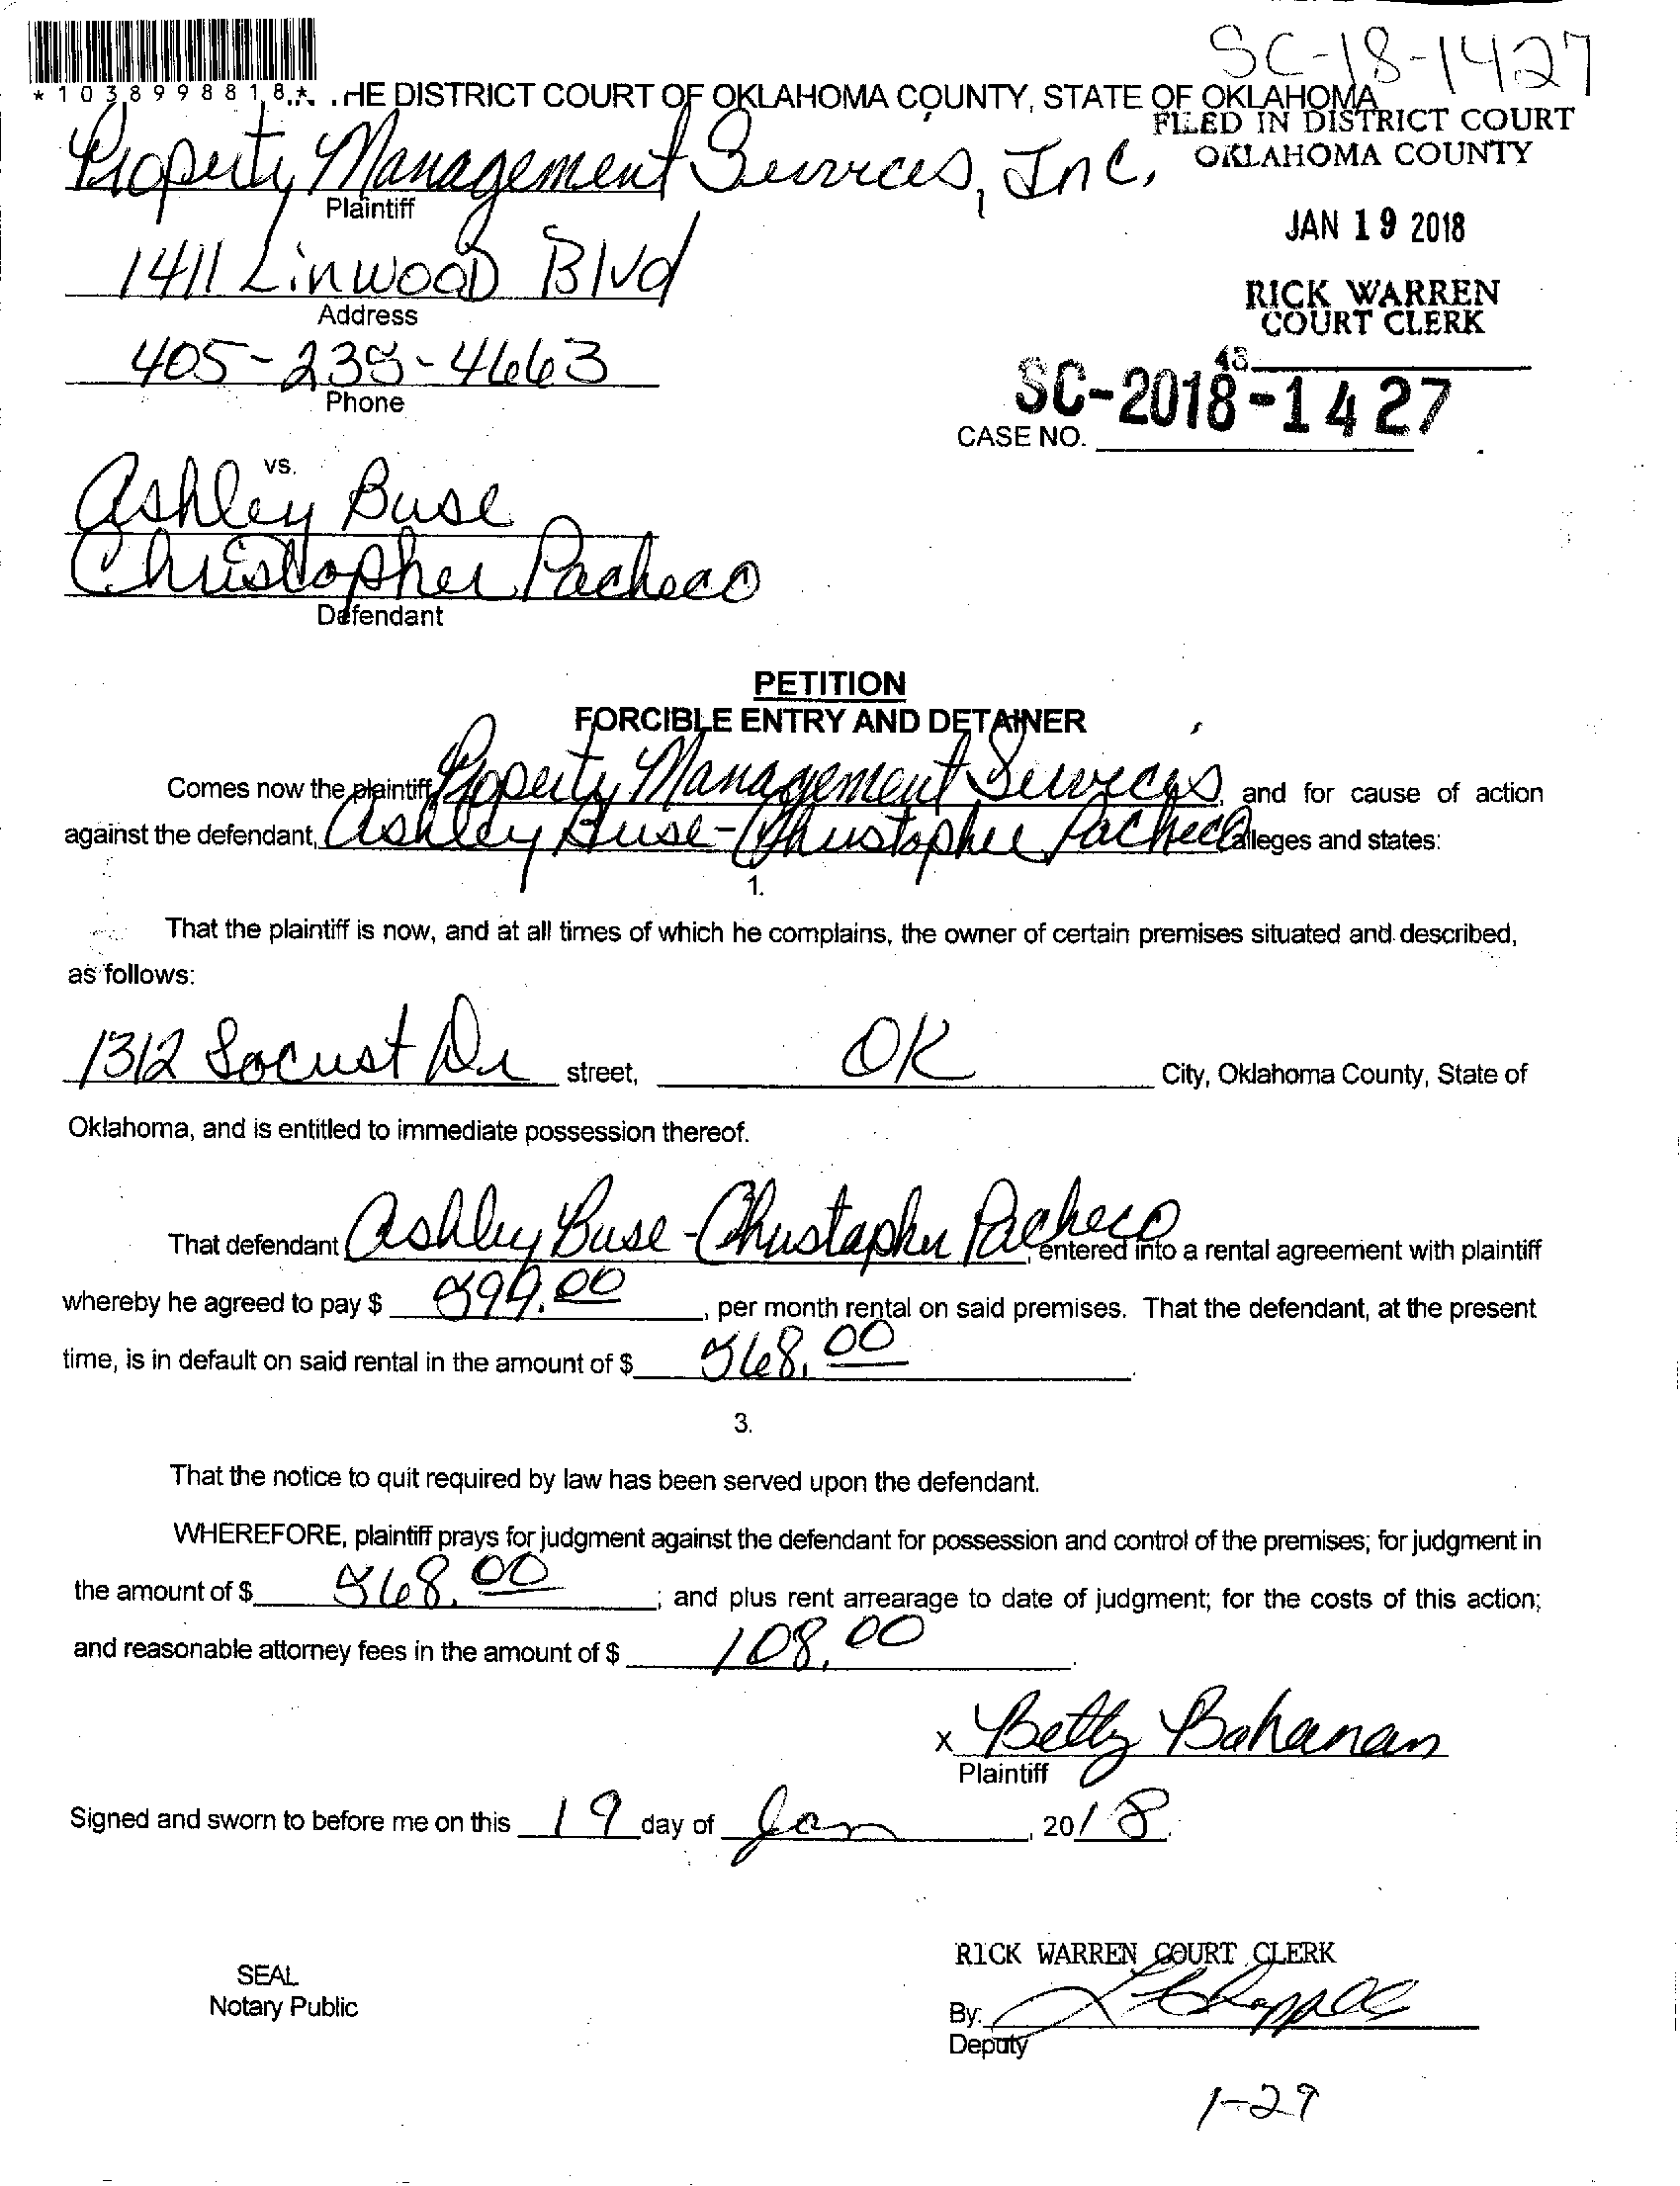 SC-18-1427
*1038998818* .HE DISTRICT COURT OF OKLAHOMA COUNTY, STATE OF OKLAHOMA
FILED IN DISTRICT COURT
OKLAHOMA COUNTY
Property Management Services, Inc,
Plaintiff
JAN 19 2018
1411 Linwood Blvd
Address
RICK WARREN
COURT CLERK
405-235-4663
Phone
48
SC-2018-1427
CASE NO.
vs.
Ashley Buse
Christopher Pacheco
Defendant
PETITION
FORCIBLE ENTRY AND DETAINER
Comes now the plaintiff Property Management Services, and for cause of action
against the defendant, Ashley Buse-Christopher Pacheco alleges and states:
1.
That the plaintiff is now, and at all times of which he complains, the owner of certain premises situated and described,
as follows:
1312 Locust Dr street, OK City, Oklahoma County, State of
Oklahoma, and is entitled to immediate possession thereof.
That defendant Ashley Buse-Christopher Pacheco, entered into a rental agreement with plaintiff
whereby he agreed to pay $ 899.00, per month rental on said premises. That the defendant, at the present
time, is in default on said rental in the amount of $ 568.00.
3.
That the notice to quit required by law has been served upon the defendant.
WHEREFORE, plaintiff prays for judgment against the defendant for possession and control of the premises; for judgment in
the amount of $ 568.00; and plus rent arrearage to date of judgment; for the costs of this action;
and reasonable attorney fees in the amount of $ 108.00.
x Betty Bohanan
Plaintiff
Signed and sworn to before me on this 19 day of Jan, 2018.
RICK WARREN COURT CLERK
SEAL
Notary Public
By:
Deputy
1-29